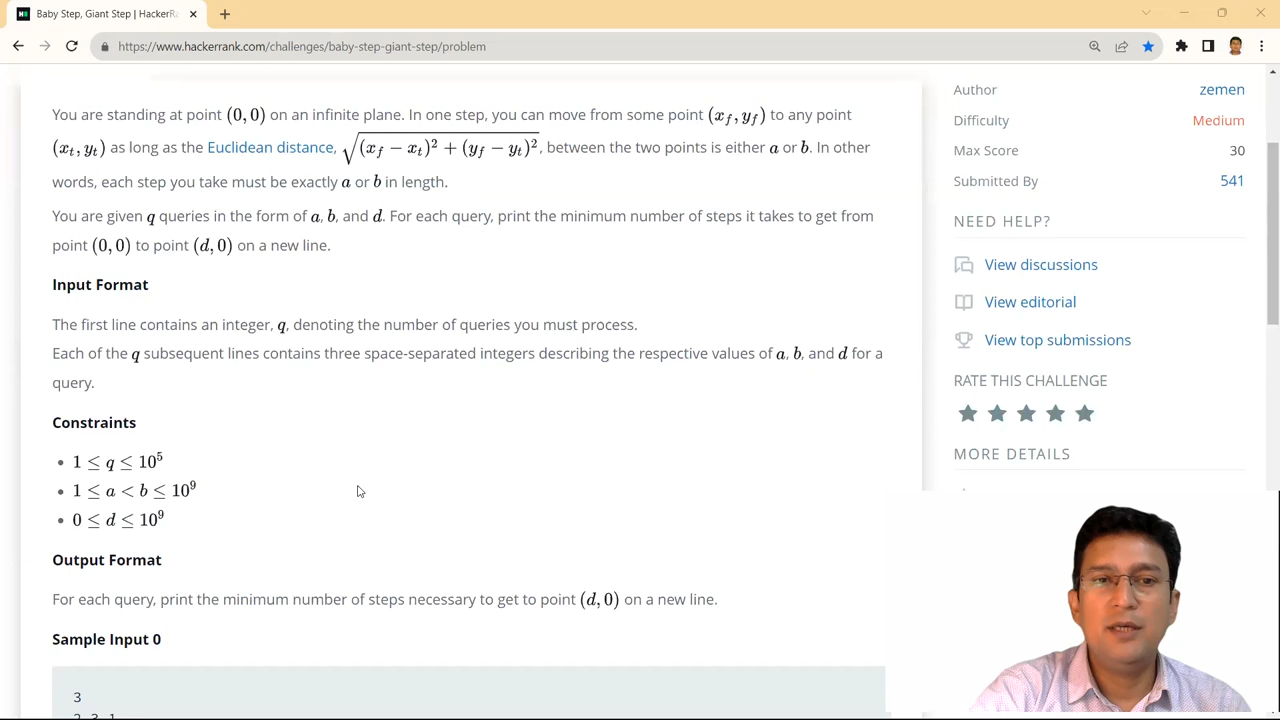 Baby Step, Giant Step | HackerRa
https://www.hackerrank.com/challenges/baby-step-giant-step/problem
You are standing at point (0, 0) on an infinite plane. In one step, you can move from some point (x_f, y_f) to any point
(x_t, y_t) as long as the Euclidean distance, √((x_f − x_t)² + (y_f − y_t)²), between the two points is either a or b. In other
words, each step you take must be exactly a or b in length.
You are given q queries in the form of a, b, and d. For each query, print the minimum number of steps it takes to get from
point (0, 0) to point (d, 0) on a new line.
Input Format
The first line contains an integer, q, denoting the number of queries you must process.
Each of the q subsequent lines contains three space-separated integers describing the respective values of a, b, and d for a
query.
Constraints
• 1 ≤ q ≤ 10⁵
• 1 ≤ a < b ≤ 10⁹
• 0 ≤ d ≤ 10⁹
Output Format
For each query, print the minimum number of steps necessary to get to point (d, 0) on a new line.
Sample Input 0
3
2 3 1
Author zemen
Difficulty Medium
Max Score 30
Submitted By 541
NEED HELP?
View discussions
View editorial
View top submissions
RATE THIS CHALLENGE
MORE DETAILS